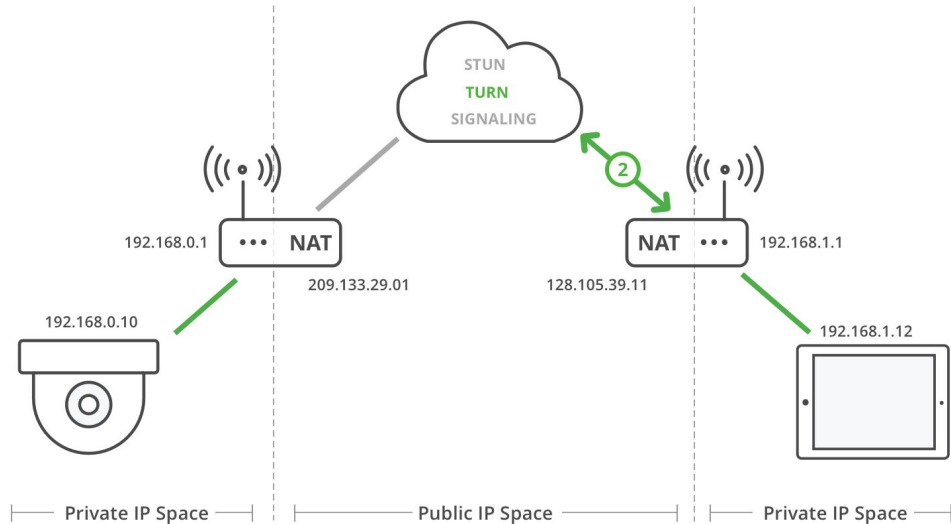 STUN
TURN
SIGNALING
2
192.168.0.1
NAT
NAT
192.168.1.1
209.133.29.01
128.105.39.11
192.168.0.10
192.168.1.12
Private IP Space
Public IP Space
Private IP Space